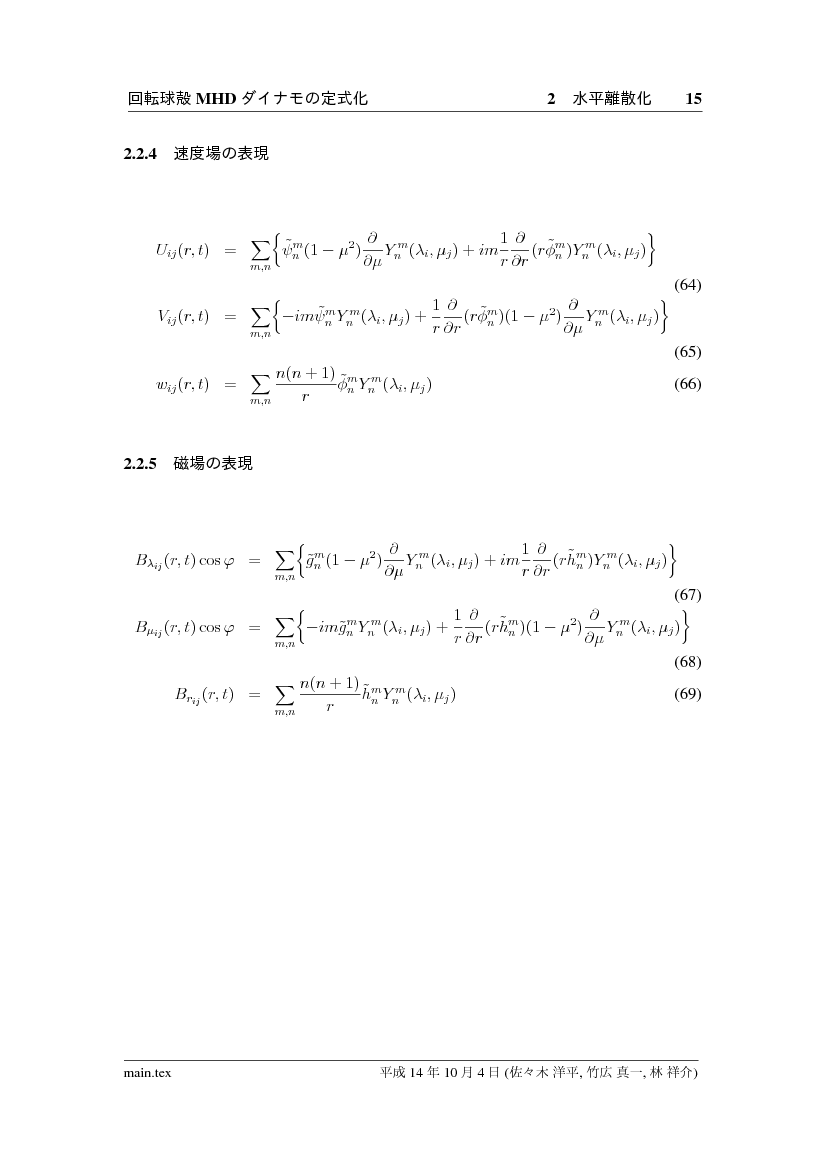 回転球殻 MHD ダイナモの定式化 2 水平離散化 15
2.2.4 速度場の表現
$U_{ij}(r,t) = \sum_{m,n} \left\{ \tilde{\psi}_n^m (1-\mu^2) \frac{\partial}{\partial\mu} Y_n^m(\lambda_i,\mu_j) + im \frac{1}{r} \frac{\partial}{\partial r} (r\tilde{\phi}_n^m) Y_n^m(\lambda_i,\mu_j) \right\}$
(64)
$V_{ij}(r,t) = \sum_{m,n} \left\{ -im\tilde{\psi}_n^m Y_n^m(\lambda_i,\mu_j) + \frac{1}{r} \frac{\partial}{\partial r} (r\tilde{\phi}_n^m)(1-\mu^2) \frac{\partial}{\partial\mu} Y_n^m(\lambda_i,\mu_j) \right\}$
(65)
$w_{ij}(r,t) = \sum_{m,n} \frac{n(n+1)}{r} \tilde{\phi}_n^m Y_n^m(\lambda_i,\mu_j)$ (66)
2.2.5 磁場の表現
$B_{\lambda_{ij}}(r,t) \cos\varphi = \sum_{m,n} \left\{ \tilde{g}_n^m (1-\mu^2) \frac{\partial}{\partial\mu} Y_n^m(\lambda_i,\mu_j) + im \frac{1}{r} \frac{\partial}{\partial r} (r\tilde{h}_n^m) Y_n^m(\lambda_i,\mu_j) \right\}$
(67)
$B_{\mu_{ij}}(r,t) \cos\varphi = \sum_{m,n} \left\{ -im\tilde{g}_n^m Y_n^m(\lambda_i,\mu_j) + \frac{1}{r} \frac{\partial}{\partial r} (r\tilde{h}_n^m)(1-\mu^2) \frac{\partial}{\partial\mu} Y_n^m(\lambda_i,\mu_j) \right\}$
(68)
$B_{r_{ij}}(r,t) = \sum_{m,n} \frac{n(n+1)}{r} \tilde{h}_n^m Y_n^m(\lambda_i,\mu_j)$ (69)
main.tex 平成 14 年 10 月 4 日 (佐々木 洋平, 竹広 真一, 林 祥介)